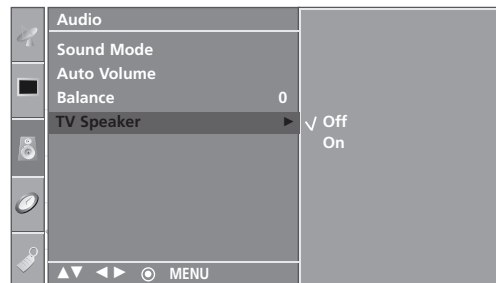 Audio
Sound Mode
Auto Volume
Balance 0
TV Speaker ►
√ Off
On
▲▼ ◄► ◉ MENU